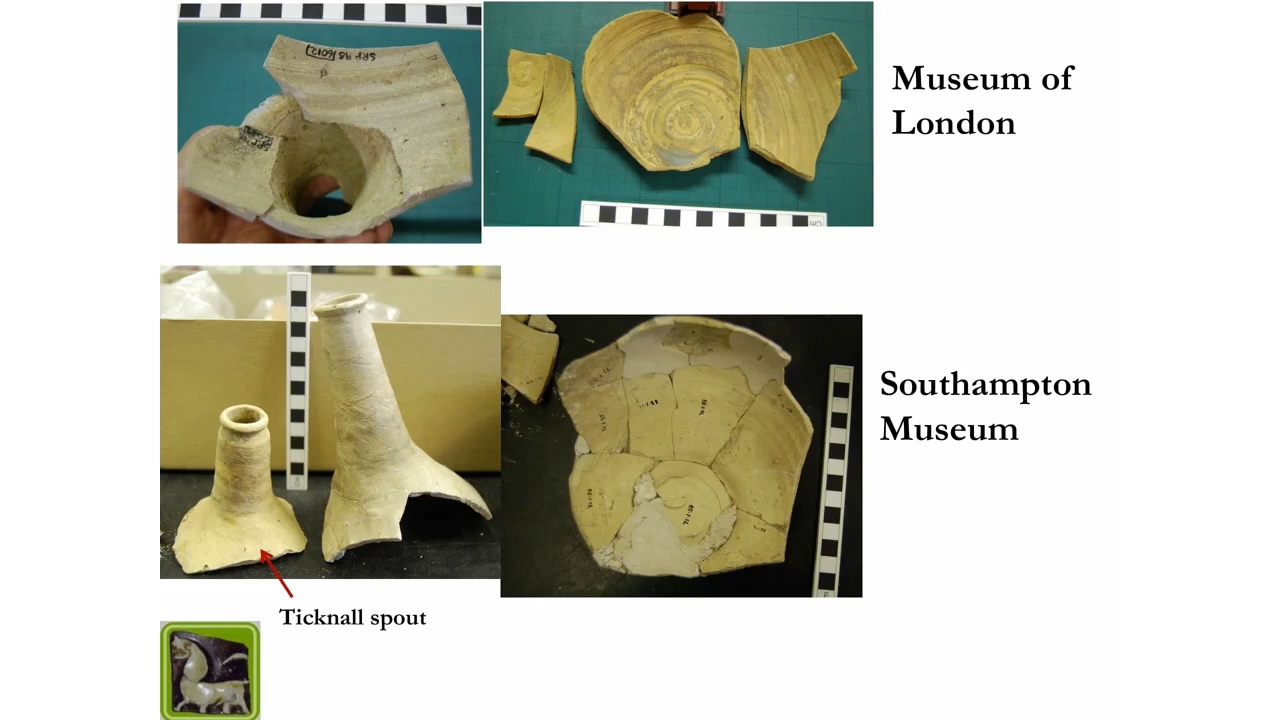 Museum of
London
Southampton
Museum
Ticknall spout